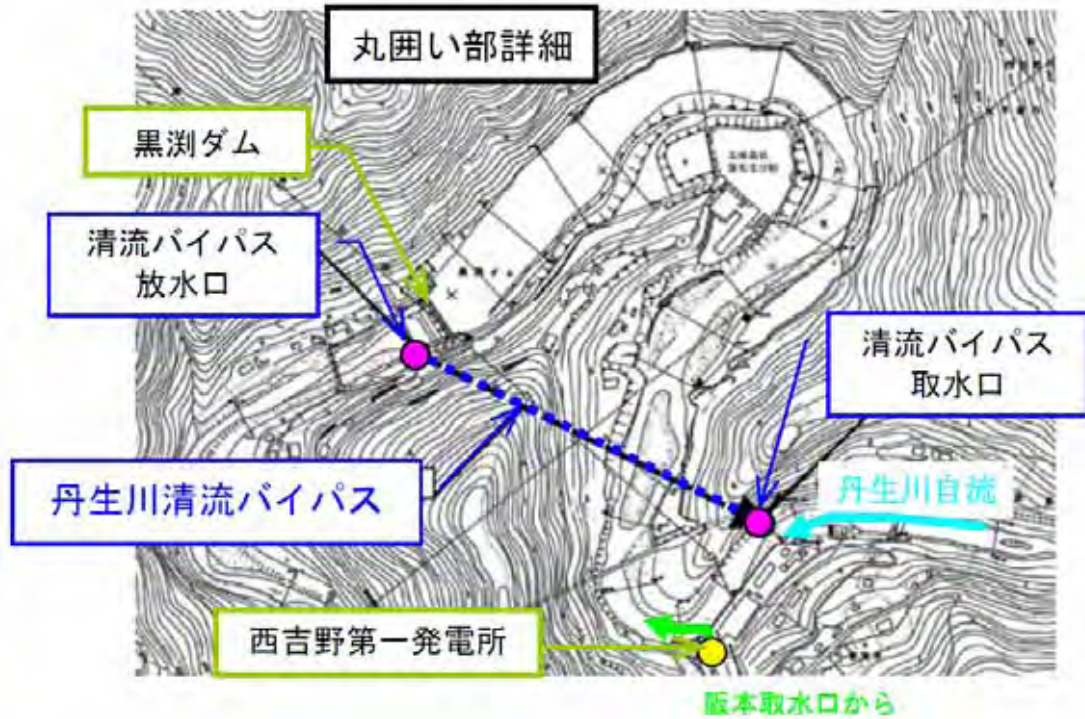 丸囲い部詳細
黒渕ダム
清流バイパス
放水口
清流バイパス
取水口
丹生川自流
丹生川清流バイパス
西吉野第一発電所
阪本取水口から